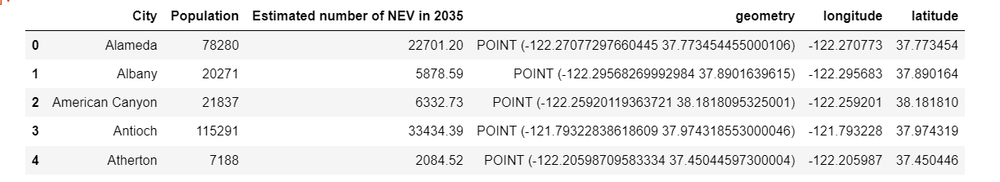 City Population Estimated number of NEV in 2035 geometry longitude latitude
0 Alameda 78280 22701.20 POINT (-122.27077297660445 37.773454455000106) -122.270773 37.773454
1 Albany 20271 5878.59 POINT (-122.29568269992984 37.8901639615) -122.295683 37.890164
2 American Canyon 21837 6332.73 POINT (-122.25920119363721 38.1818095325001) -122.259201 38.181810
3 Antioch 115291 33434.39 POINT (-121.79322838618609 37.974318553000046) -121.793228 37.974319
4 Atherton 7188 2084.52 POINT (-122.20598709583334 37.45044597300004) -122.205987 37.450446